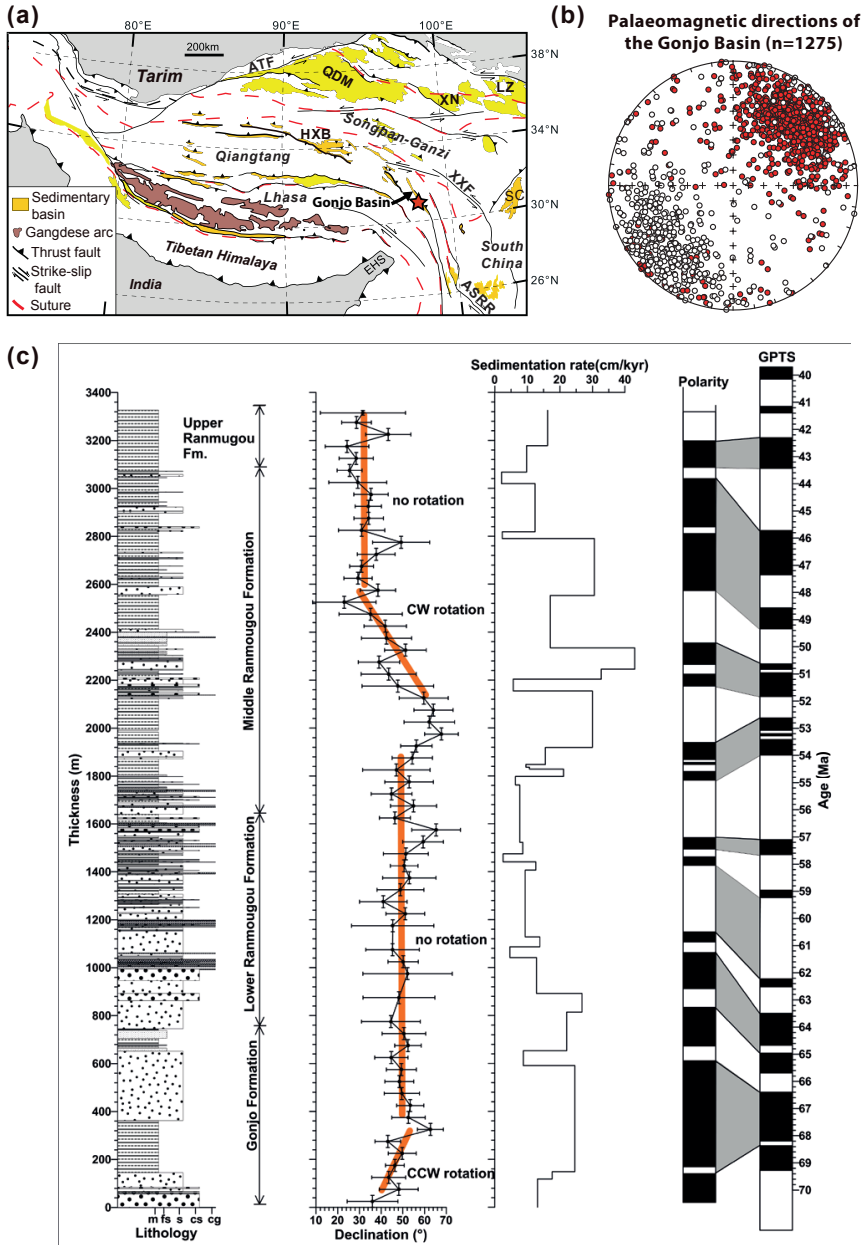 (a)
80°E
90°E
100°E
200km
38°N
34°N
30°N
26°N
Tarim
ATF
QDM
XN
LZ
HXB
Songpan-Ganzi
Qiangtang
XXF
Lhasa
Gonjo Basin
SC
Tibetan Himalaya
EHS
South
China
India
ASRR
Sedimentary
basin
Gangdese arc
Thrust fault
Strike-slip
fault
Suture
(b)
Palaeomagnetic directions of
the Gonjo Basin (n=1275)
(c)
Thickness (m)
3400
3200
3000
2800
2600
2400
2200
2000
1800
1600
1400
1200
1000
800
600
400
200
0
m fs s cs cg
Lithology
Upper
Ranmugou
Fm.
Middle Ranmougou Formation
Lower Ranmougou Formation
Gonjo Formation
no rotation
CW rotation
no rotation
CCW rotation
10 20 30 40 50 60 70
Declination (°)
Sedimentation rate(cm/kyr)
0 10 20 30 40
Polarity
GPTS
40
41
42
43
44
45
46
47
48
49
50
51
52
53
54
55
56
57
58
59
60
61
62
63
64
65
66
67
68
69
70
Age [Ma]